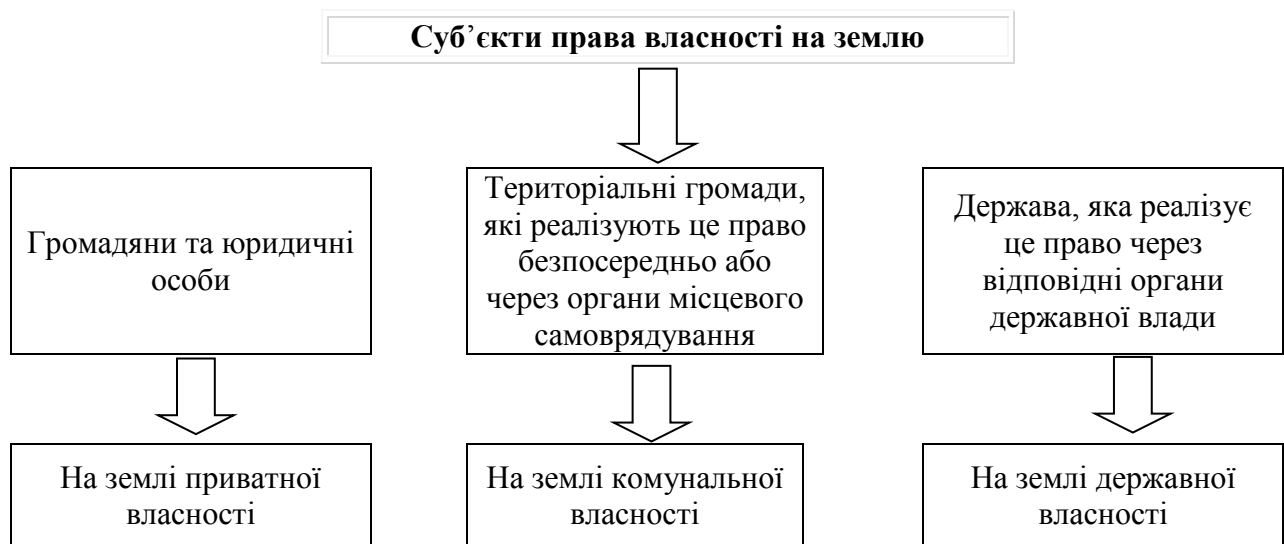 Суб’єкти права власності на землю
Громадяни та юридичні
особи
Територіальні громади,
які реалізують це право
безпосередньо або
через органи місцевого
самоврядування
Держава, яка реалізує
це право через
відповідні органи
державної влади
На землі приватної
власності
На землі комунальної
власності
На землі державної
власності